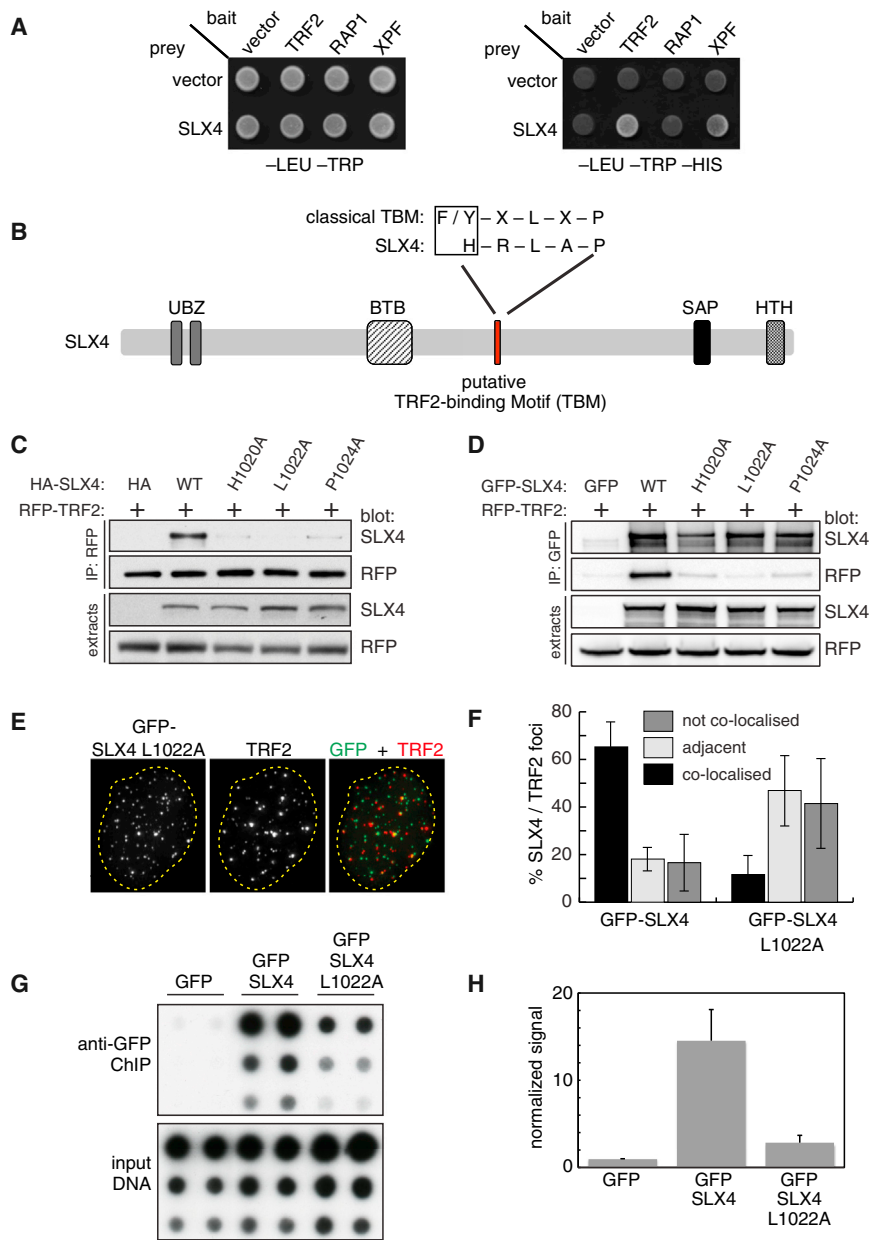 A
bait
prey
vector
TRF2
RAP1
XPF
vector
SLX4
–LEU –TRP
bait
prey
vector
TRF2
RAP1
XPF
vector
SLX4
–LEU –TRP –HIS
B
classical TBM: F / Y – X – L – X – P
SLX4: H – R – L – A – P
UBZ
BTB
SAP
HTH
SLX4
putative
TRF2-binding Motif (TBM)
C
HA-SLX4: HA WT H1020A L1022A P1024A
RFP-TRF2: + + + + +
blot:
IP: RFP
SLX4
RFP
extracts
SLX4
RFP
D
GFP-SLX4: GFP WT H1020A L1022A P1024A
RFP-TRF2: + + + + +
blot:
IP: GFP
SLX4
RFP
extracts
SLX4
RFP
E
GFP-
SLX4 L1022A
TRF2
GFP + TRF2
F
% SLX4 / TRF2 foci
80
60
40
20
0
not co-localised
adjacent
co-localised
GFP-SLX4
GFP-SLX4
L1022A
G
GFP
GFP
SLX4
GFP
SLX4
L1022A
anti-GFP
ChIP
input
DNA
H
normalized signal
20
16
8
0
GFP
GFP
SLX4
GFP
SLX4
L1022A